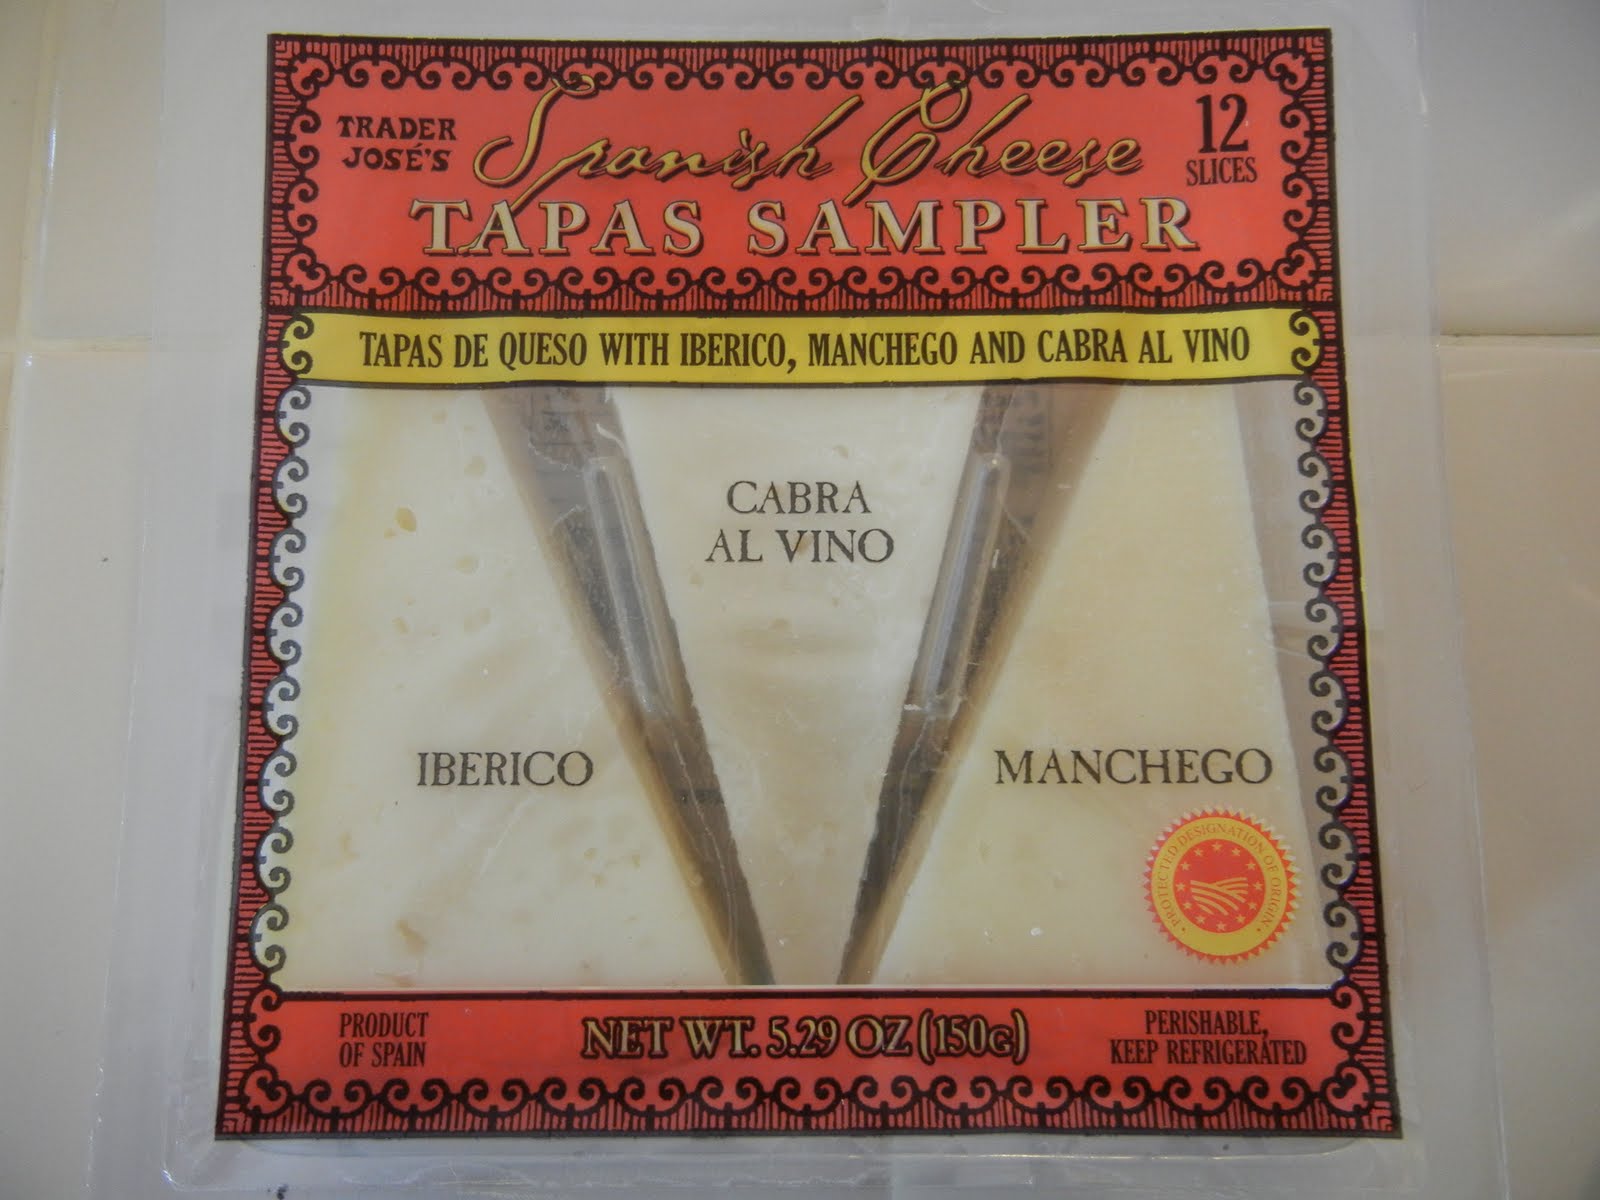 TRADER
JOSÉ'S
Spanish Cheese
12
SLICES
TAPAS SAMPLER
TAPAS DE QUESO WITH IBERICO, MANCHEGO AND CABRA AL VINO
CABRA
AL VINO
IBERICO
MANCHEGO
PROTECTED DESIGNATION OF ORIGIN
PRODUCT
OF SPAIN
NET WT. 5.29 OZ (150G)
PERISHABLE,
KEEP REFRIGERATED